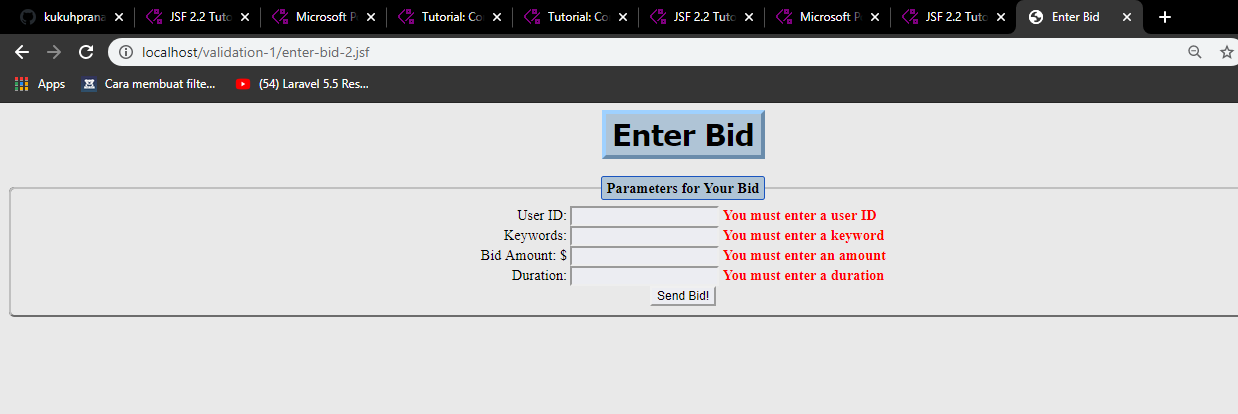 kukuhprana JSF 2.2 Tuto Microsoft P Tutorial: Co Tutorial: Co JSF 2.2 Tuto Microsoft P JSF 2.2 Tuto Enter Bid
localhost/validation-1/enter-bid-2.jsf
Apps Cara membuat filte... (54) Laravel 5.5 Res...
Enter Bid
Parameters for Your Bid
User ID: You must enter a user ID
Keywords: You must enter a keyword
Bid Amount: $ You must enter an amount
Duration: You must enter a duration
Send Bid!